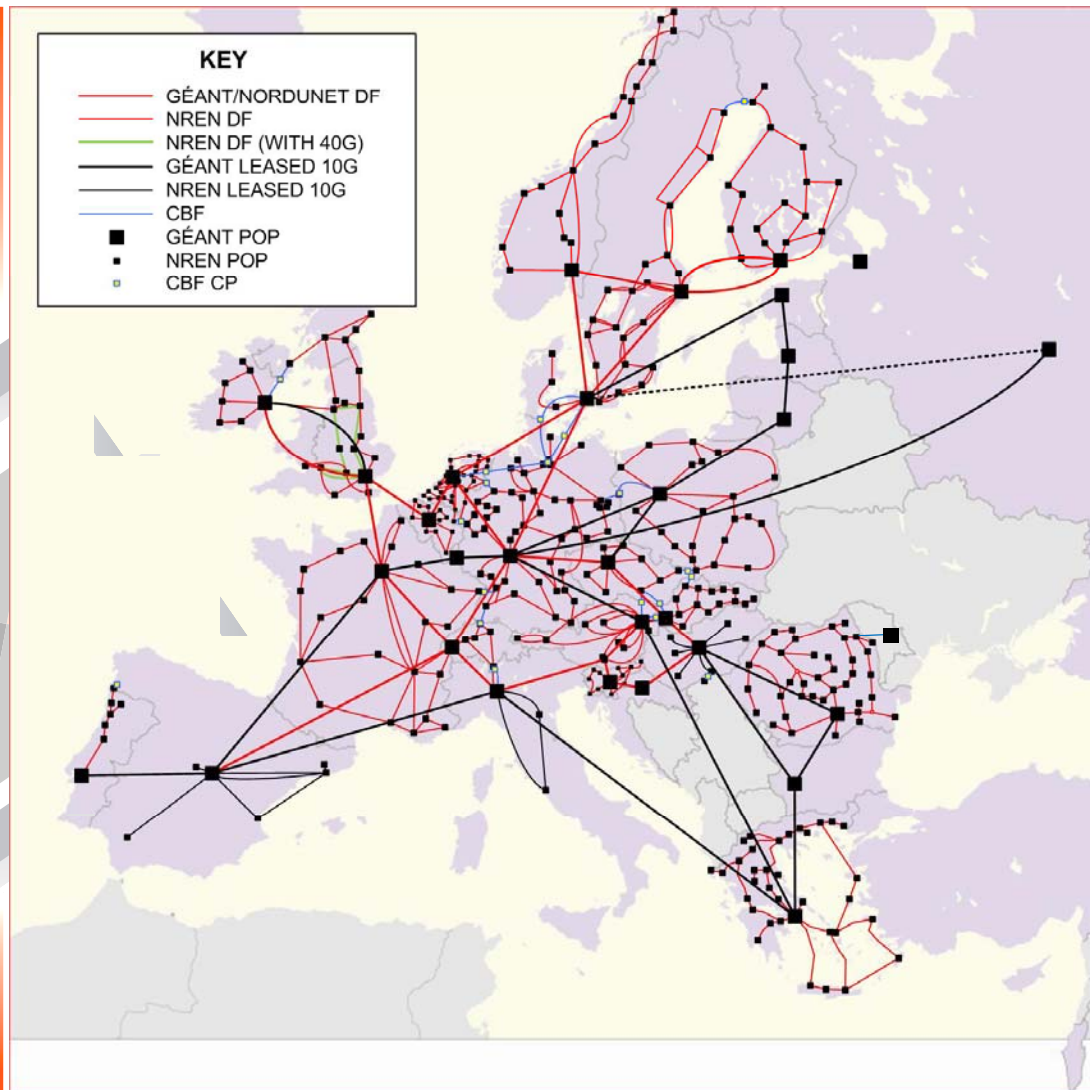 KEY
GÉANT/NORDUNET DF
NREN DF
NREN DF (WITH 40G)
GÉANT LEASED 10G
NREN LEASED 10G
CBF
GÉANT POP
NREN POP
CBF CP